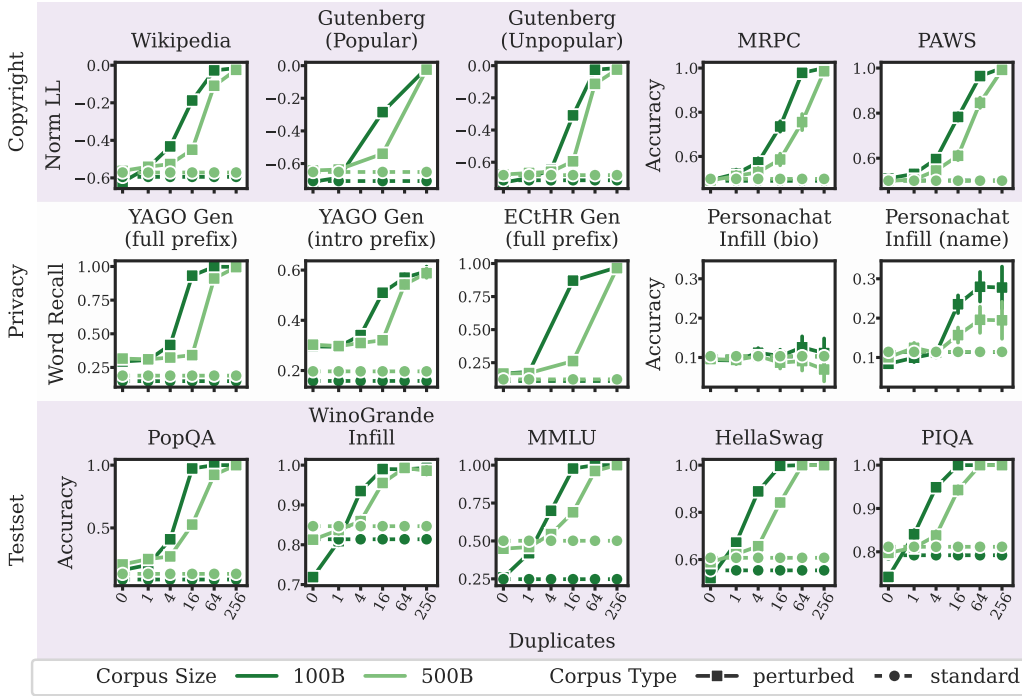 Copyright
Wikipedia
Gutenberg
(Popular)
Gutenberg
(Unpopular)
MRPC
PAWS
Norm LL
0.0
−0.2
−0.4
−0.6
0.0
−0.2
−0.4
−0.6
0.0
−0.2
−0.4
−0.6
Accuracy
1.0
0.8
0.6
1.0
0.8
0.6
Privacy
YAGO Gen
(full prefix)
YAGO Gen
(intro prefix)
ECtHR Gen
(full prefix)
Personachat
Infill (bio)
Personachat
Infill (name)
Word Recall
1.00
0.75
0.50
0.25
0.6
0.4
0.2
1.00
0.75
0.50
0.25
Accuracy
0.3
0.2
0.1
0.3
0.2
0.1
Testset
PopQA
WinoGrande
Infill
MMLU
HellaSwag
PIQA
Accuracy
1.0
0.5
1.0
0.9
0.8
0.7
1.00
0.75
0.50
0.25
1.0
0.8
0.6
1.0
0.9
0.8
0 1 4 16 64 256
0 1 4 16 64 256
0 1 4 16 64 256
0 1 4 16 64 256
0 1 4 16 64 256
Duplicates
Corpus Size 100B 500B Corpus Type perturbed standard